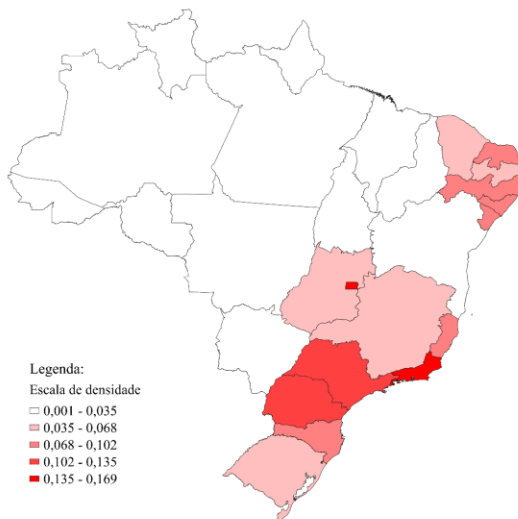 Legenda:
Escala de densidade
0,001 - 0,035
0,035 - 0,068
0,068 - 0,102
0,102 - 0,135
0,135 - 0,169